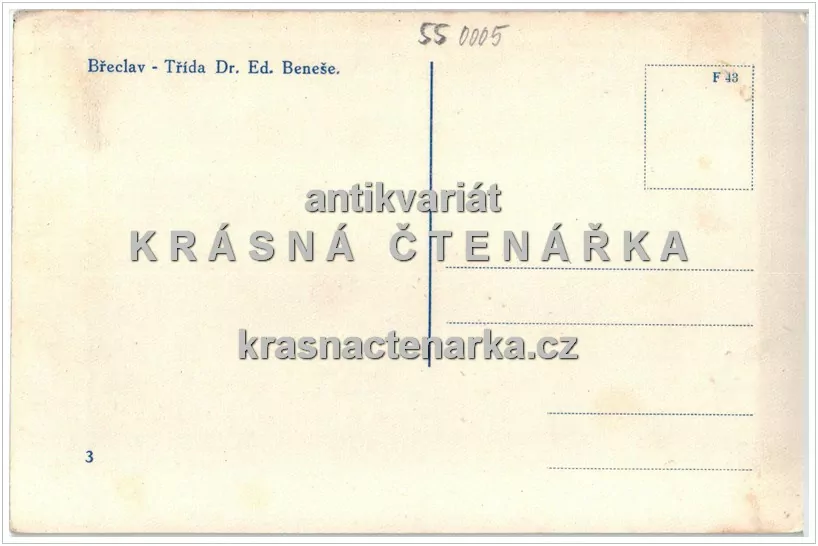 55 0005
Břeclav - Třída Dr. Ed. Beneše.
F 43
antikvariát
KRÁSNÁ ČTENÁŘKA
krasnactenarka.cz
3